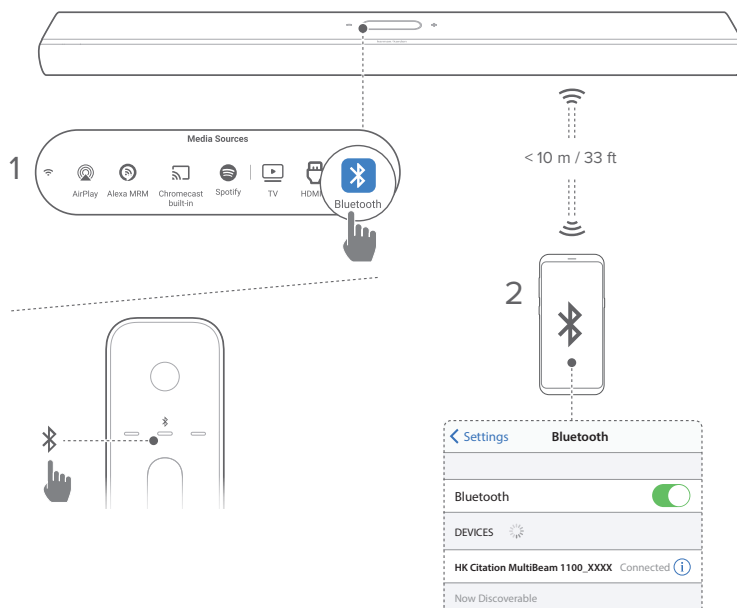 1
Media Sources
AirPlay
Alexa MRM
Chromecast
built-in
Spotify
TV
HDMI
Bluetooth
< 10 m / 33 ft
2
Settings
Bluetooth
Bluetooth
DEVICES
HK Citation MultiBeam 1100_XXXX Connected
Now Discoverable